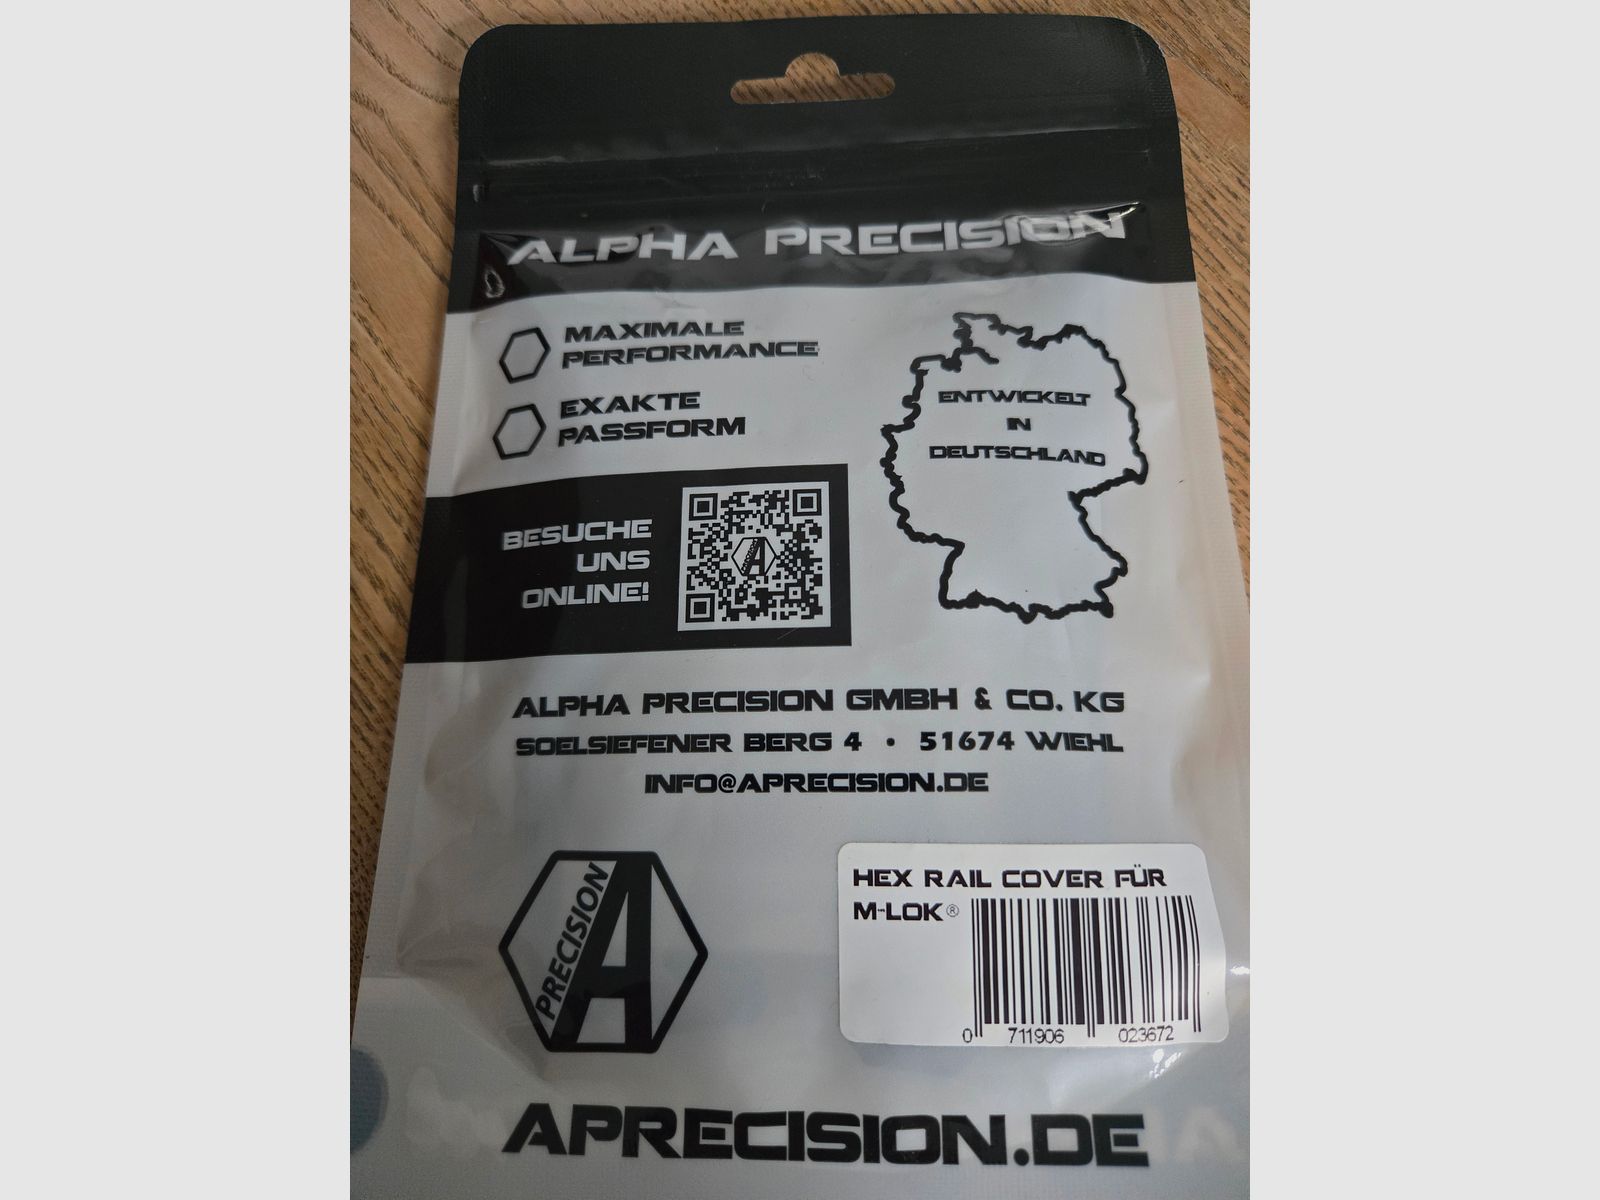 ALPHA PRECISION
MAXIMALE
PERFORMANCE
EXAKTE
PASSFORM
ENTWICKELT
IN
DEUTSCHLAND
BESUCHE
UNS
ONLINE!
A
ALPHA PRECISION GMBH & CO. KG
SOELSIEFENER BERG 4 • 51674 WIEHL
INFO@APRECISION.DE
PRECISION
A
HEX RAIL COVER FÜR
M-LOK®
0 711906 023672
APRECISION.DE